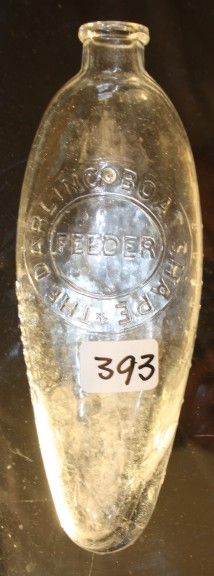 THE DARLING BOAT SHAPE
FEEDER
393